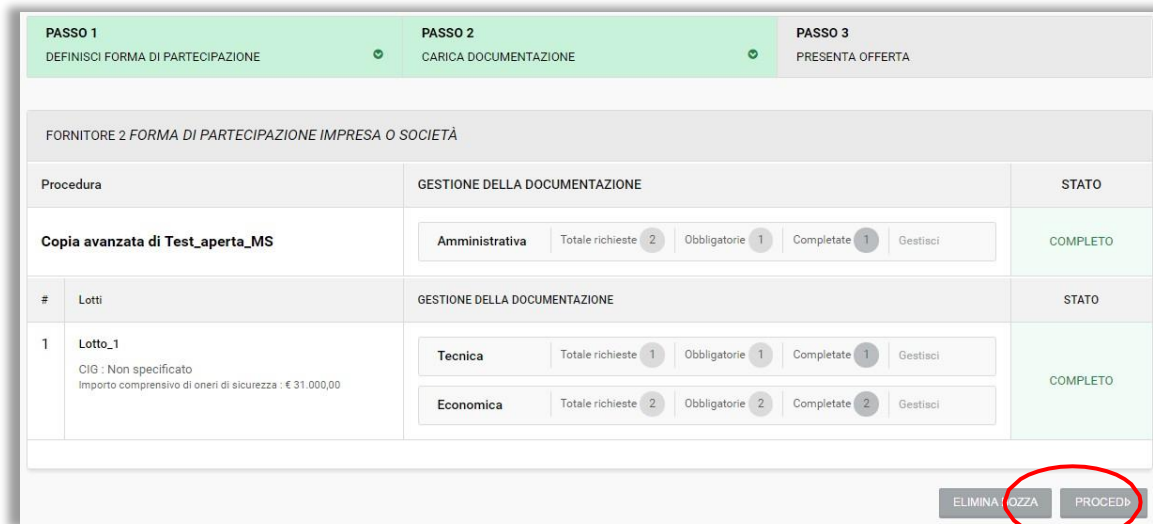 PASSO 1
DEFINISCI FORMA DI PARTECIPAZIONE
PASSO 2
CARICA DOCUMENTAZIONE
PASSO 3
PRESENTA OFFERTA
FORNITORE 2 FORMA DI PARTECIPAZIONE IMPRESA O SOCIETÀ
Procedura GESTIONE DELLA DOCUMENTAZIONE STATO
Copia avanzata di Test_aperta_MS Amministrativa Totale richieste 2 Obbligatorie 1 Completate 1 Gestisci COMPLETO
# Lotti GESTIONE DELLA DOCUMENTAZIONE STATO
1 Lotto_1
CIG : Non specificato
Importo comprensivo di oneri di sicurezza : € 31.000,00
Tecnica Totale richieste 1 Obbligatorie 1 Completate 1 Gestisci
Economica Totale richieste 2 Obbligatorie 2 Completate 2 Gestisci
COMPLETO
ELIMINA BOZZA PROCEDI